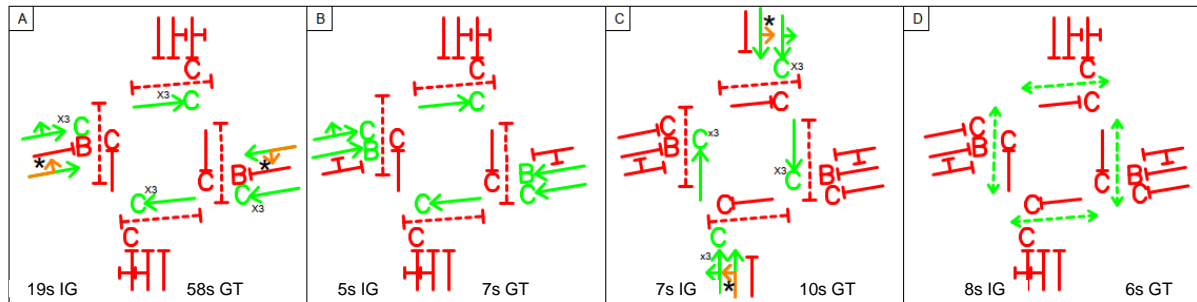 A
C
X3 C
X3 C C
* B *
C B
X3 C C X3
C
19s IG 58s GT
B
C
C
C C
B
C B
C C
C
5s IG 7s GT
C
*
C X3
C
C x3 C
B
X3 C B
C C
C
x3 *
7s IG 10s GT
D
C
C
C C
B
C B
C C
C
8s IG 6s GT